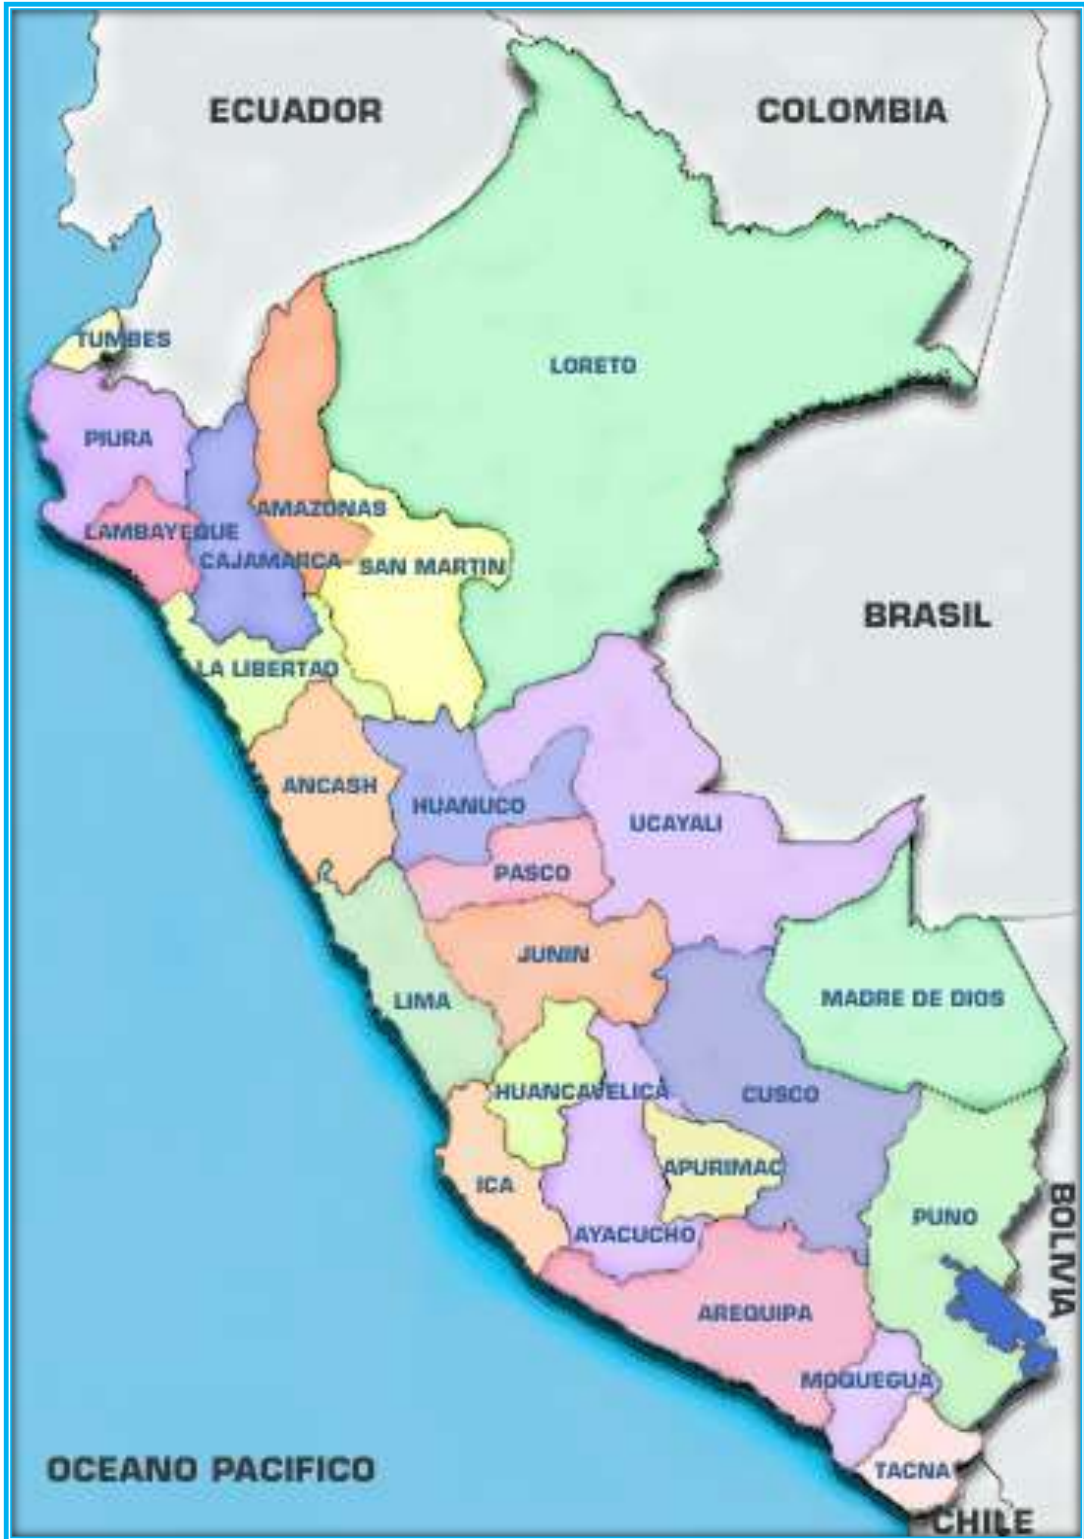 ECUADOR
COLOMBIA
TUMBES
LORETO
PIURA
AMAZONAS
LAMBAYEQUE
CAJAMARCA
SAN MARTIN
BRASIL
LA LIBERTAD
ANCASH
HUANUCO
UCAYALI
PASCO
JUNIN
LIMA
MADRE DE DIOS
HUANCAVELICA
CUSCO
APURIMAC
ICA
PUNO
BOLIVIA
AYACUCHO
AREQUIPA
MOQUEGUA
OCEANO PACIFICO
TACNA
CHILE